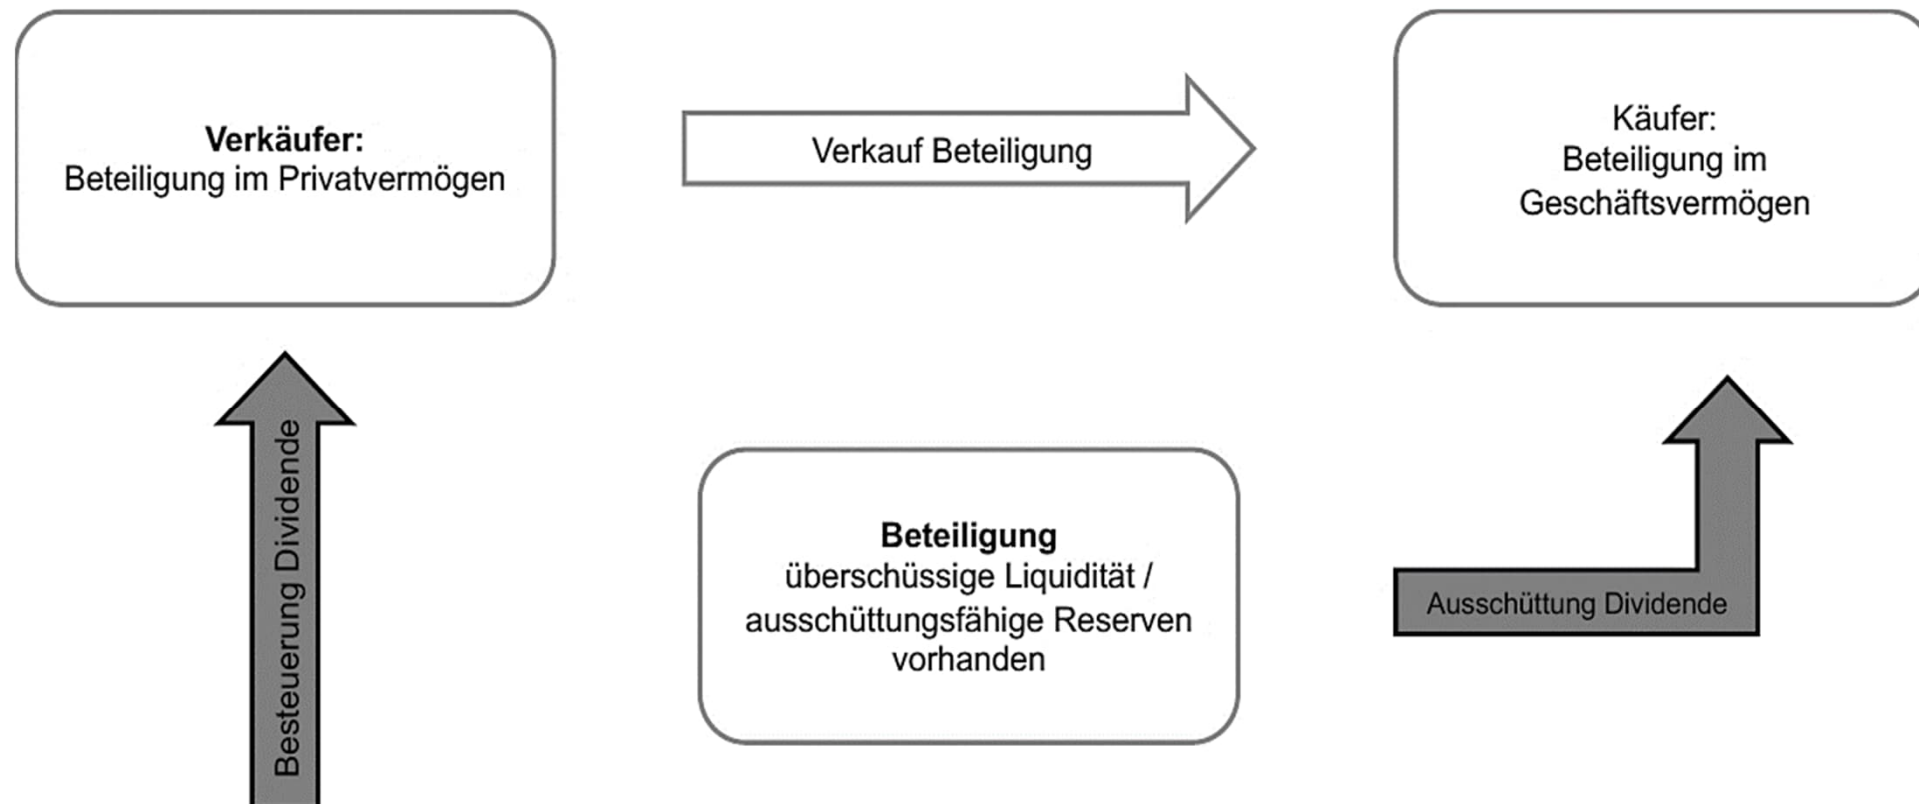 Verkäufer:
Beteiligung im Privatvermögen
Verkauf Beteiligung
Käufer:
Beteiligung im
Geschäftsvermögen
Besteuerung Dividende
Beteiligung
überschüssige Liquidität /
ausschüttungsfähige Reserven
vorhanden
Ausschüttung Dividende